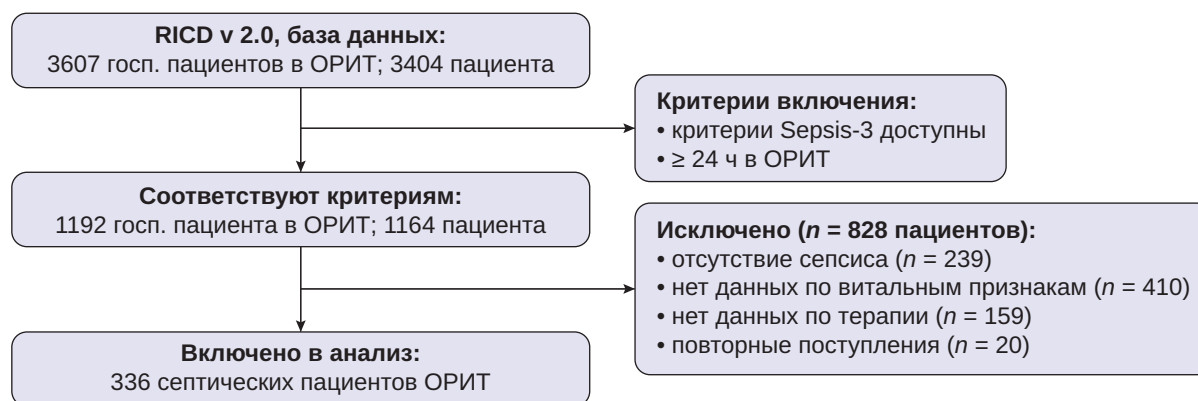 RICD v 2.0, база данных:
3607 госп. пациентов в ОРИТ; 3404 пациента
Критерии включения:
• критерии Sepsis-3 доступны
• ≥ 24 ч в ОРИТ
Соответствуют критериям:
1192 госп. пациента в ОРИТ; 1164 пациента
Исключено (n = 828 пациентов):
• отсутствие сепсиса (n = 239)
• нет данных по витальным признакам (n = 410)
• нет данных по терапии (n = 159)
• повторные поступления (n = 20)
Включено в анализ:
336 септических пациентов ОРИТ